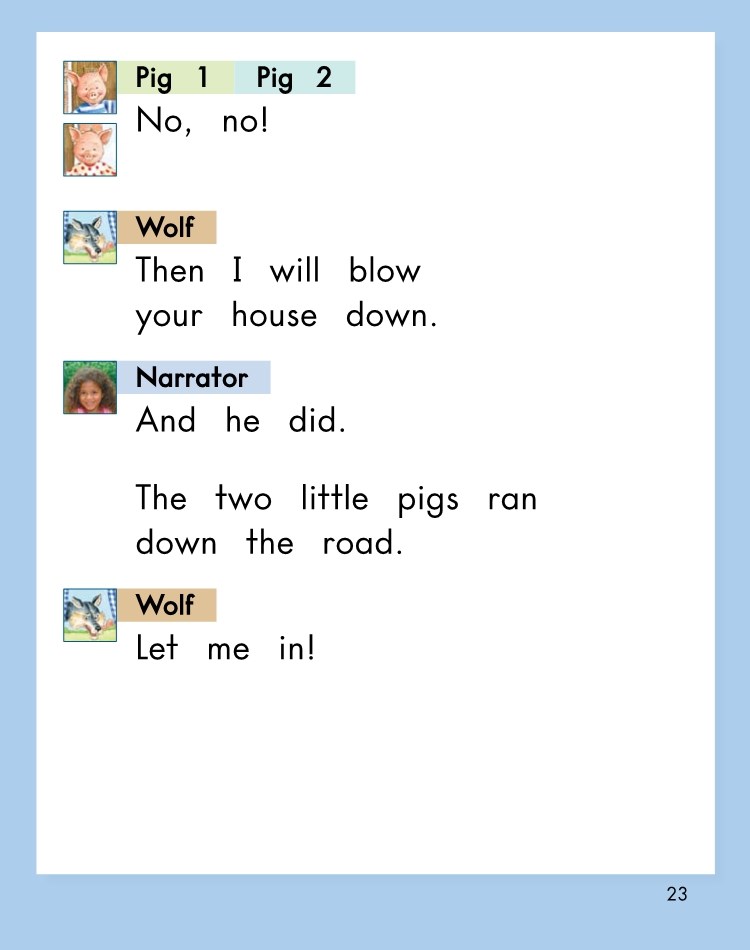 Pig 1 Pig 2
No, no!
Wolf
Then I will blow
your house down.
Narrator
And he did.
The two little pigs ran
down the road.
Wolf
Let me in!
23